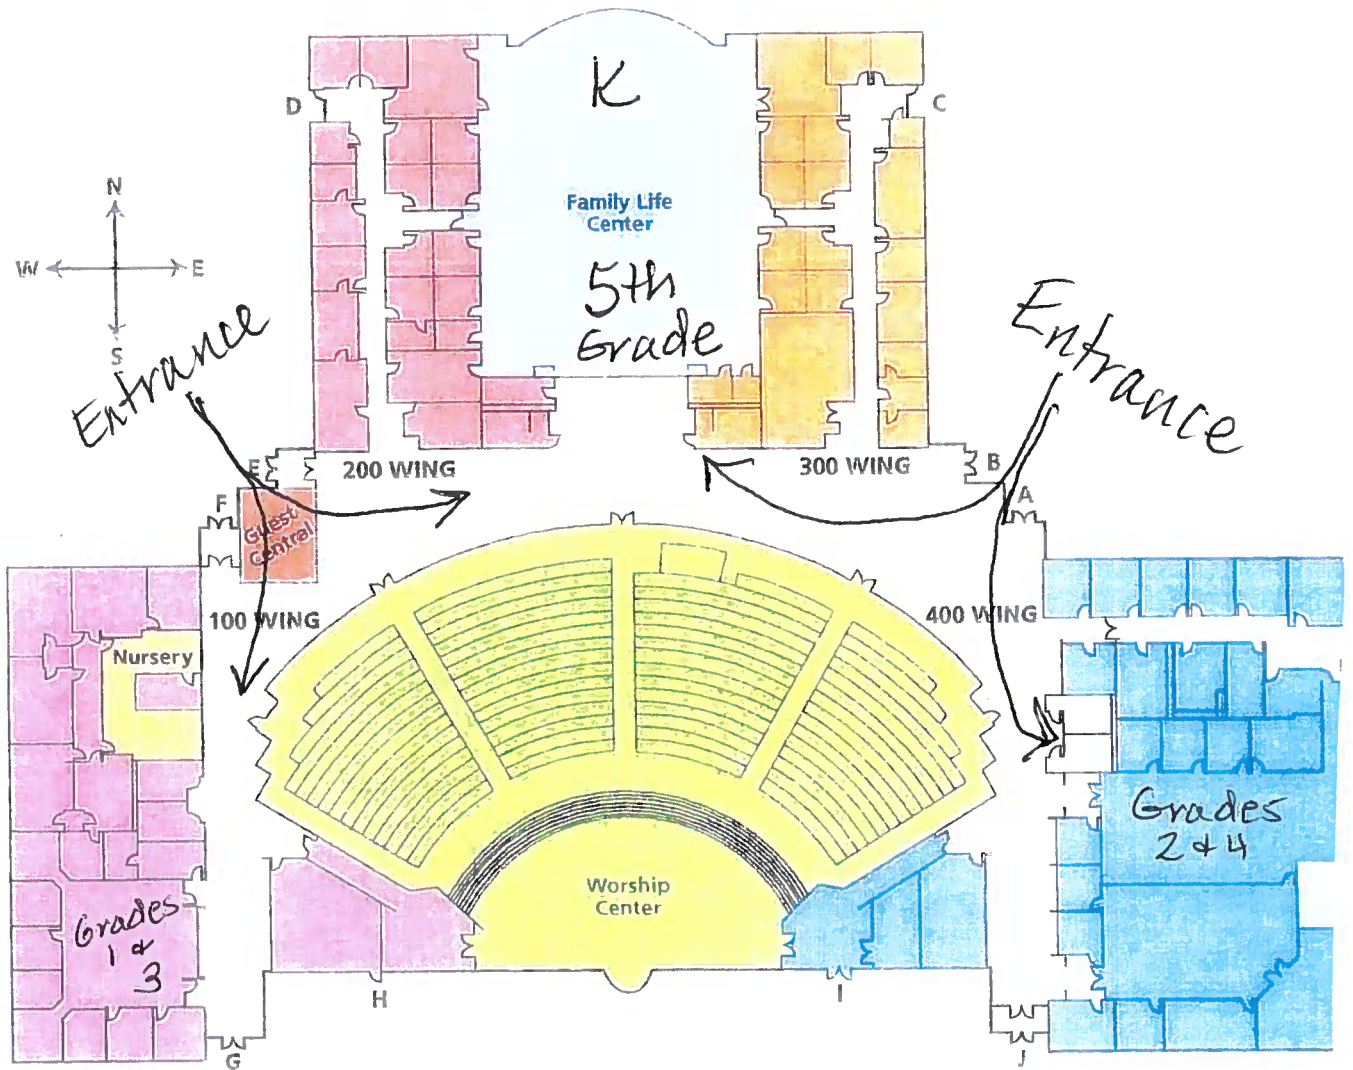 K
D
C
N
W
E
S
Family Life
Center
5th
Grade
Entrance
Entrance
E
200 WING
300 WING
B
F
A
Guest
Central
100 WING
400 WING
Nursery
Grades
2 & 4
Worship
Center
Grades
1 &
3
H
I
G
J